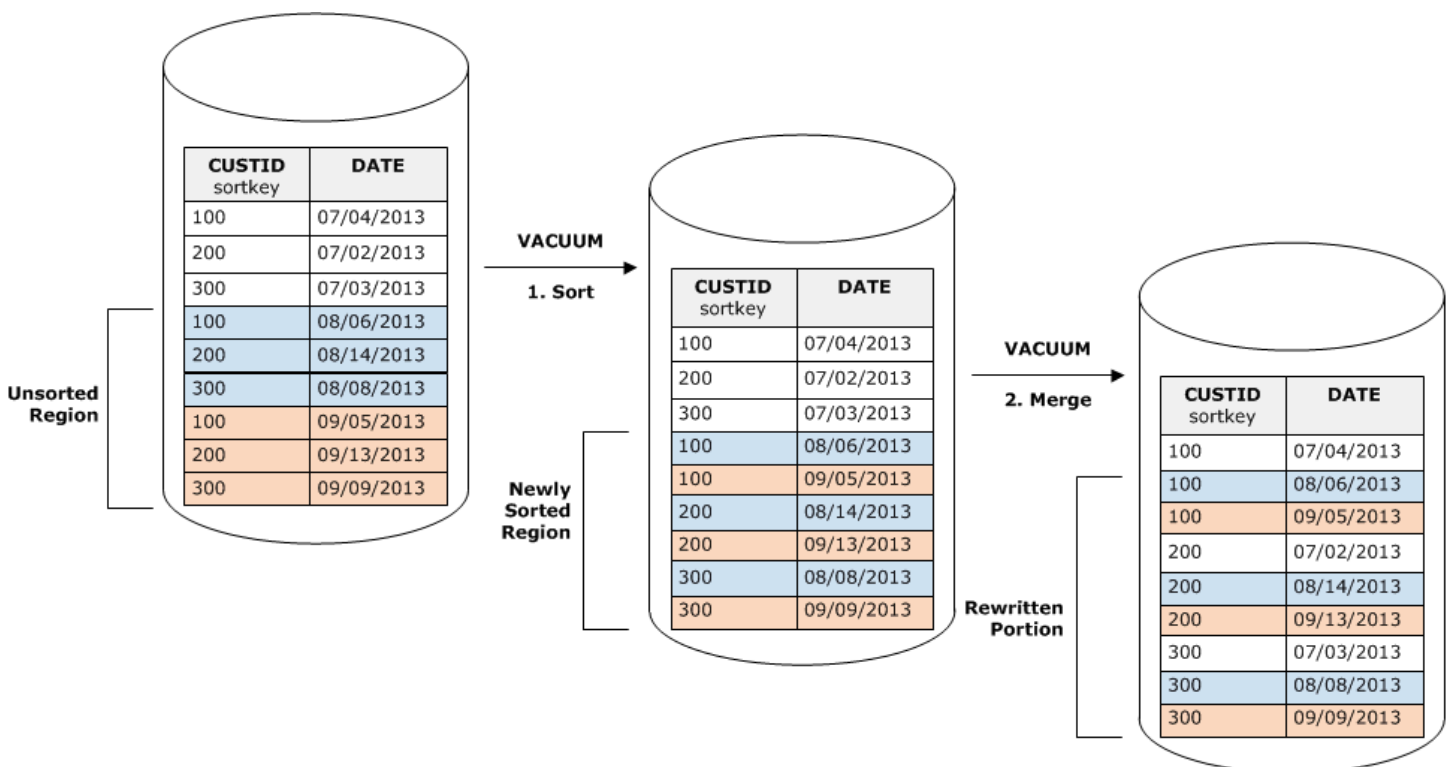 CUSTID DATE
sortkey
100 07/04/2013
200 07/02/2013
300 07/03/2013
100 08/06/2013
200 08/14/2013
300 08/08/2013
100 09/05/2013
200 09/13/2013
300 09/09/2013
Unsorted
Region
VACUUM
1. Sort
CUSTID DATE
sortkey
100 07/04/2013
200 07/02/2013
300 07/03/2013
100 08/06/2013
100 09/05/2013
200 08/14/2013
200 09/13/2013
300 08/08/2013
300 09/09/2013
Newly
Sorted
Region
VACUUM
2. Merge
CUSTID DATE
sortkey
100 07/04/2013
100 08/06/2013
100 09/05/2013
200 07/02/2013
200 08/14/2013
200 09/13/2013
300 07/03/2013
300 08/08/2013
300 09/09/2013
Rewritten
Portion